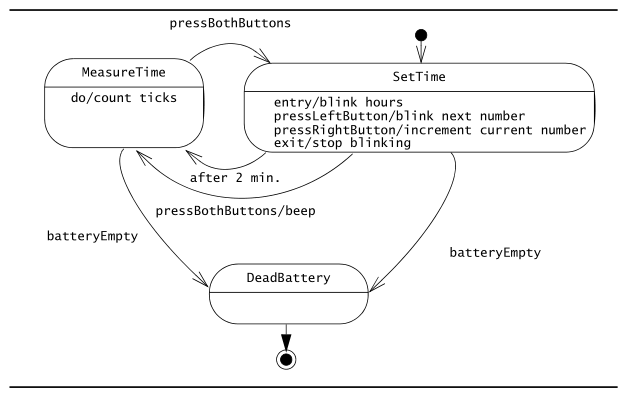 pressBothButtons
MeasureTime
do/count ticks
SetTime
entry/blink hours
pressLeftButton/blink next number
pressRightButton/increment current number
exit/stop blinking
after 2 min.
pressBothButtons/beep
batteryEmpty
batteryEmpty
DeadBattery